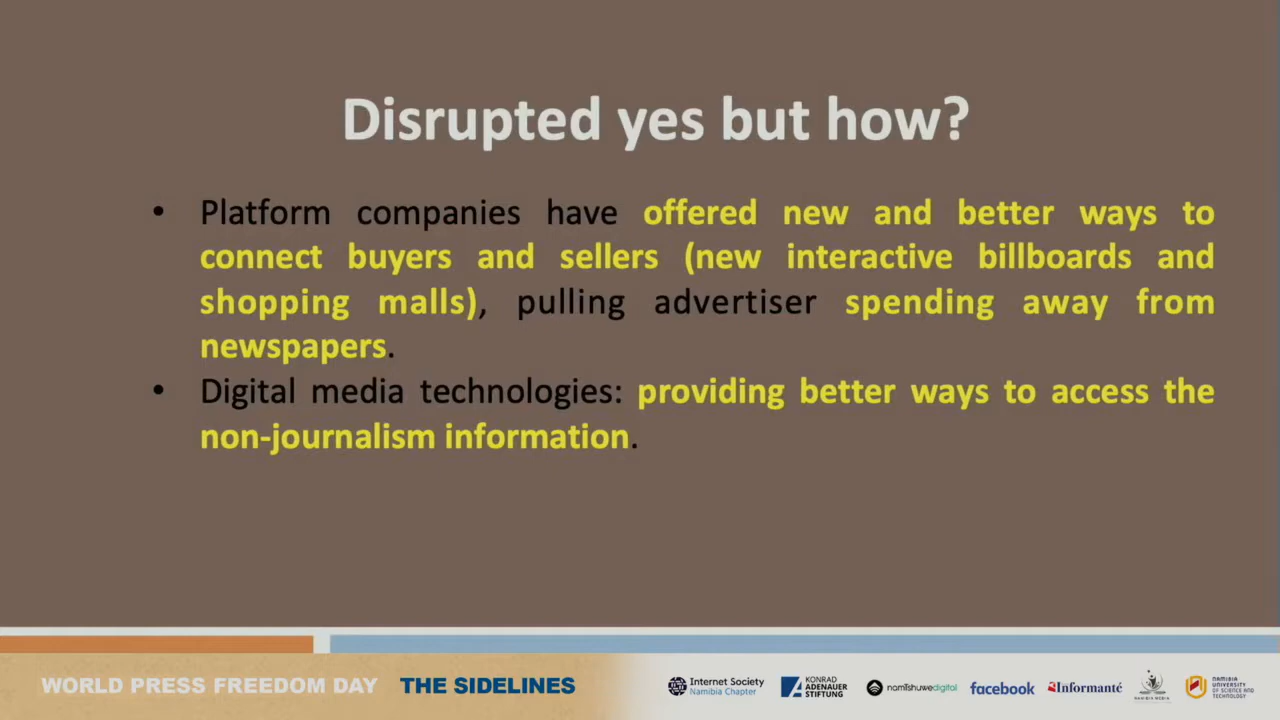 Disrupted yes but how?
• Platform companies have offered new and better ways to
connect buyers and sellers (new interactive billboards and
shopping malls), pulling advertiser spending away from
newspapers.
• Digital media technologies: providing better ways to access the
non-journalism information.
WORLD PRESS FREEDOM DAY THE SIDELINES
Internet Society
Namibia Chapter
KONRAD
ADENAUER
STIFTUNG
namtishuwedigital
facebook
Informanté
NAMIBIA MEDIA
NAMIBIA
UNIVERSITY
OF SCIENCE AND
TECHNOLOGY